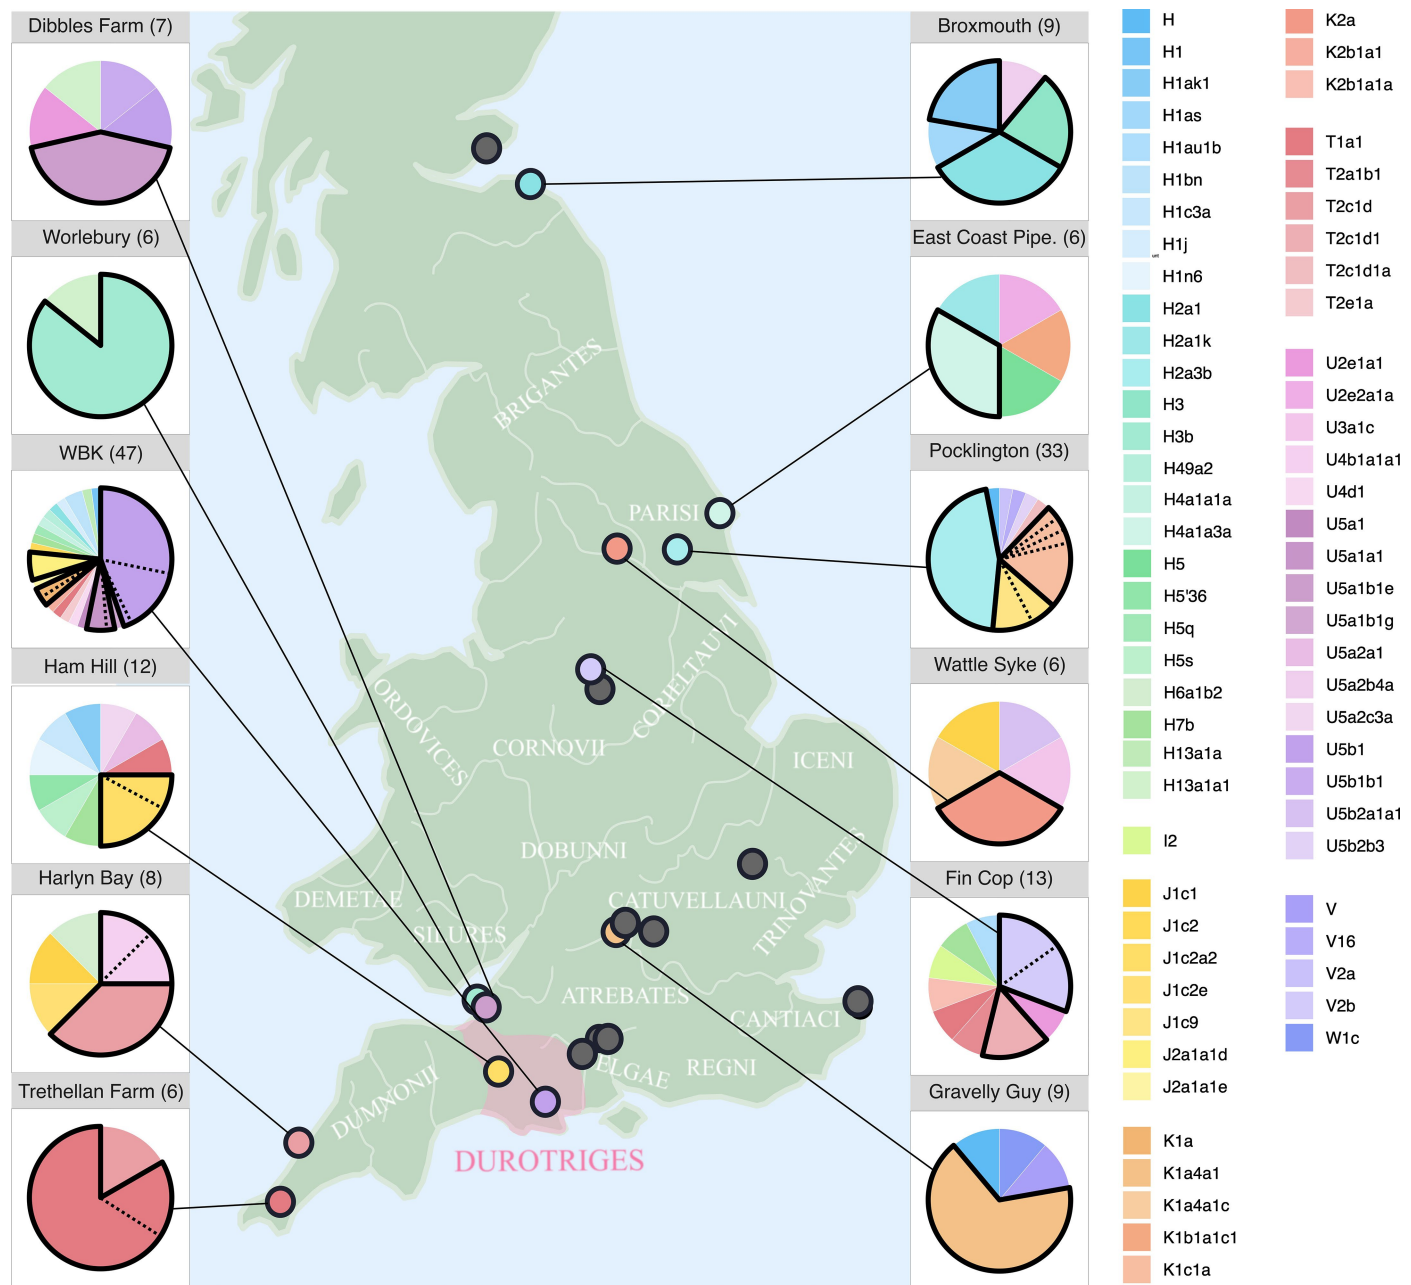 Dibbles Farm (7)
Worlebury (6)
WBK (47)
Ham Hill (12)
Harlyn Bay (8)
Trethellan Farm (6)
BRIGANTES
PARISI
ORDOVICES
CORNOVII
CORIELTAUVI
ICENI
DOBUNNI
DEMETAE
SILURES
CATUVELLAUNI
TRINOVANTES
ATREBATES
CANTIACI
ELGAE
REGNI
DUMNONII
DUROTRIGES
Broxmouth (9)
East Coast Pipe. (6)
Pocklington (33)
Wattle Syke (6)
Fin Cop (13)
Gravelly Guy (9)
H
H1
H1ak1
H1as
H1au1b
H1bn
H1c3a
H1j
H1n6
H2a1
H2a1k
H2a3b
H3
H3b
H49a2
H4a1a1a
H4a1a3a
H5
H5'36
H5q
H5s
H6a1b2
H7b
H13a1a
H13a1a1
I2
J1c1
J1c2
J1c2a2
J1c2e
J1c9
J2a1a1d
J2a1a1e
K1a
K1a4a1
K1a4a1c
K1b1a1c1
K1c1a
K2a
K2b1a1
K2b1a1a
T1a1
T2a1b1
T2c1d
T2c1d1
T2c1d1a
T2e1a
U2e1a1
U2e2a1a
U3a1c
U4b1a1a1
U4d1
U5a1
U5a1a1
U5a1b1e
U5a1b1g
U5a2a1
U5a2b4a
U5a2c3a
U5b1
U5b1b1
U5b2a1a1
U5b2b3
V
V16
V2a
V2b
W1c